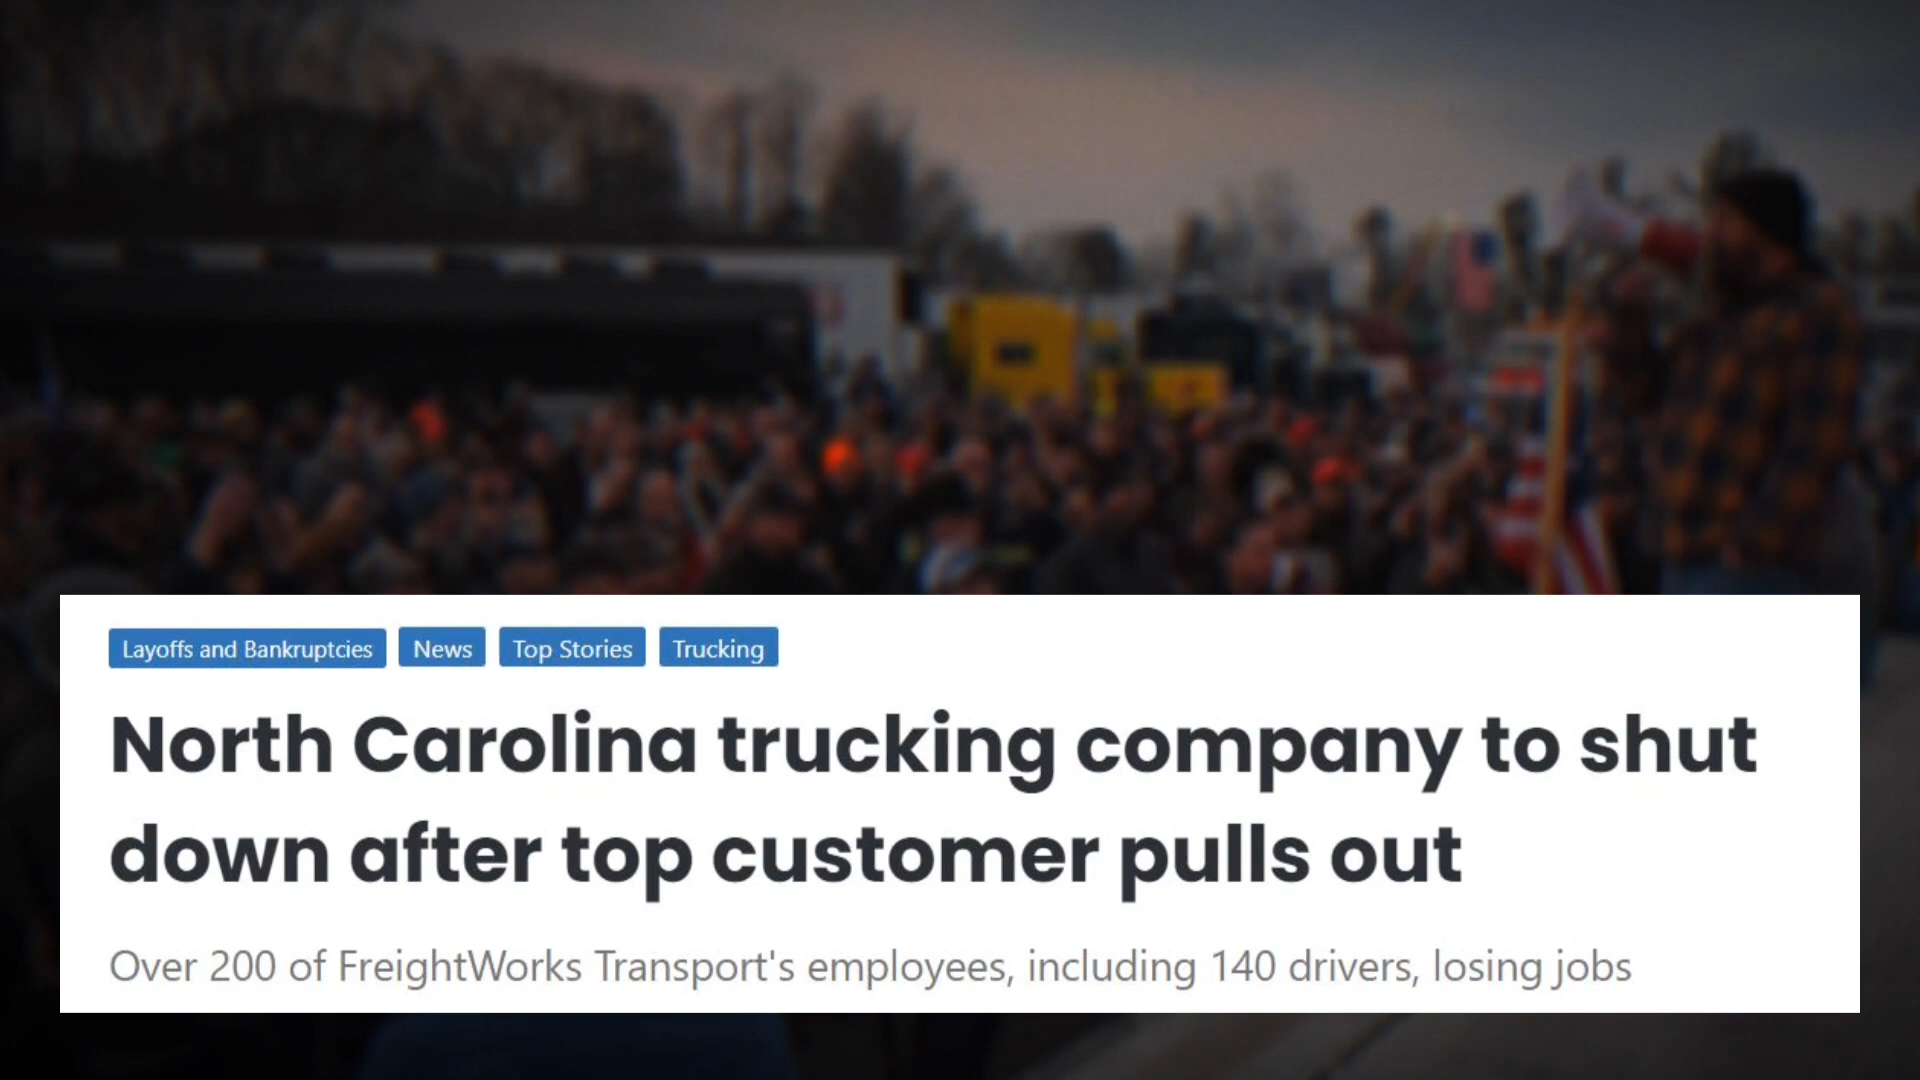 Layoffs and Bankruptcies News Top Stories Trucking
North Carolina trucking company to shut
down after top customer pulls out
Over 200 of FreightWorks Transport's employees, including 140 drivers, losing jobs